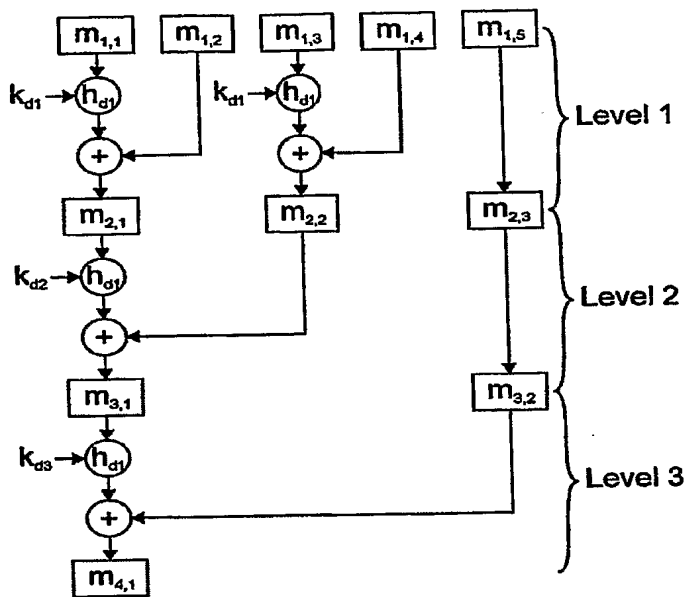 m1,1 m1,2 m1,3 m1,4 m1,5
kd1 hd1 kd1 hd1
Level 1
+ +
m2,1 m2,2 m2,3
kd2 hd1
Level 2
+
m3,1 m3,2
kd3 hd1
Level 3
+
m4,1